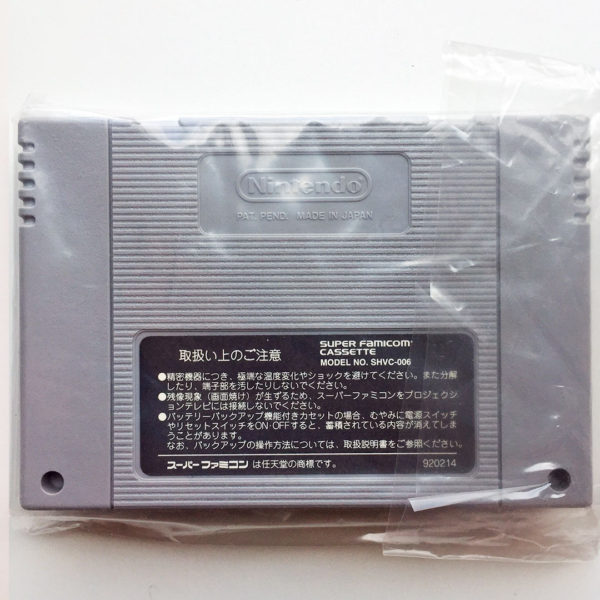 Nintendo
PAT. PEND. MADE IN JAPAN
取扱い上のご注意
SUPER FAMICOM
CASSETTE
MODEL NO. SHVC-006
●精密機器につき、極端な温度変化やショックを避けてください。また分解
したり、端子部を汚したりしないでください。
●残像現象（画面焼け）が生ずるため、スーパーファミコンをプロジェクシ
ョンテレビには接続しないでください。
●バッテリーバックアップ機能付きカセットの場合、むやみに電源スイッチ
やリセットスイッチをON・OFFすると、蓄積されている内容が消えてしま
うことがあります。
なお、バックアップの操作方法については、取扱説明書をご参照ください。
スーパーファミコンは任天堂の商標です。
920214